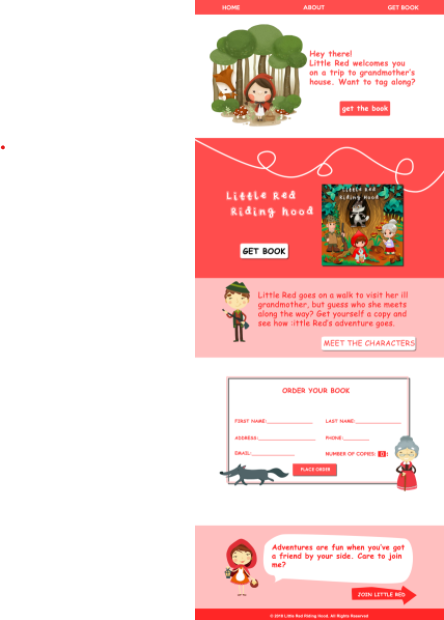 HOME ABOUT GET BOOK
Hey there!
Little Red welcomes you
on a trip to grandmother's
house. Want to tag along?
get the book
Little Red
Riding hood
Little Red
Riding Hood
GET BOOK
Little Red goes on a walk to visit her ill
grandmother, but guess who she meets
along the way? Get yourself a copy and
see how little Red's adventure goes.
MEET THE CHARACTERS
ORDER YOUR BOOK
FIRST NAME: LAST NAME:
ADDRESS: PHONE:
EMAIL: NUMBER OF COPIES: 0
PLACE ORDER
Adventures are fun when you've got
a friend by your side. Care to join
me?
JOIN LITTLE RED
© 2019 Little Red Riding Hood. All Rights Reserved